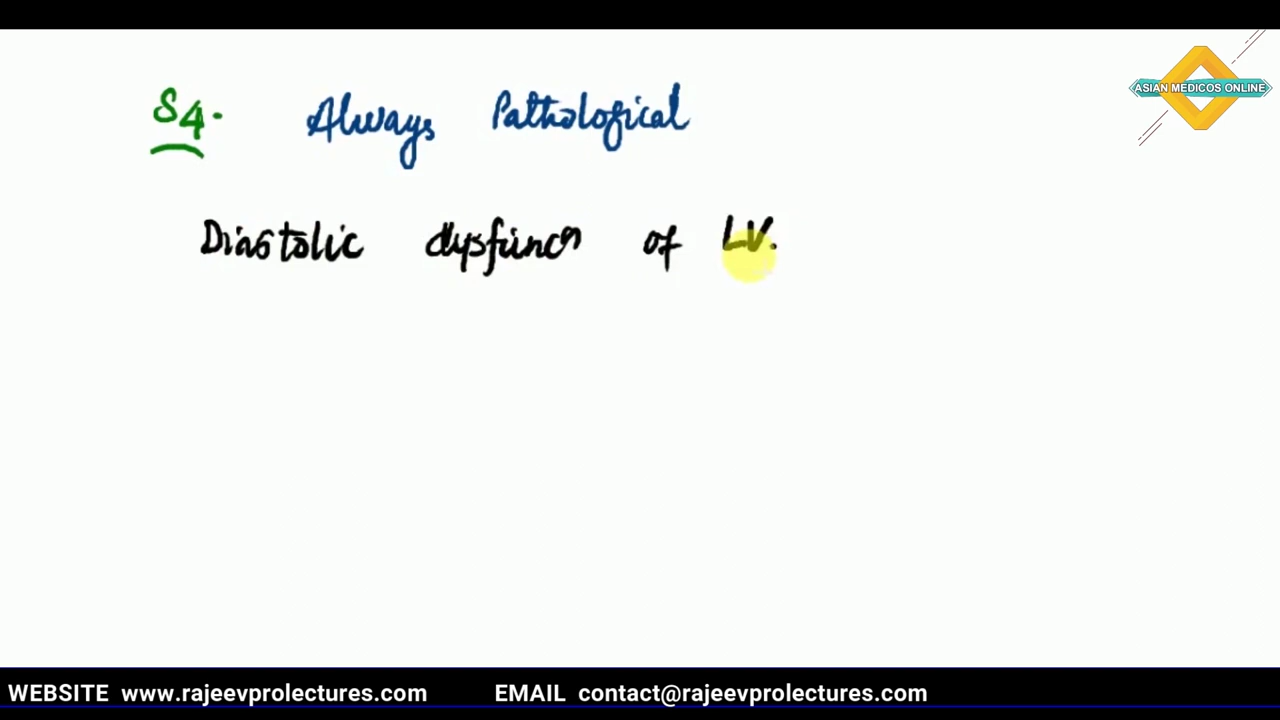 ASIAN MEDICOS ONLINE
S4. Always Pathological
Diastolic dysfuncⁿ of LV.
WEBSITE www.rajeevprolectures.com EMAIL contact@rajeevprolectures.com